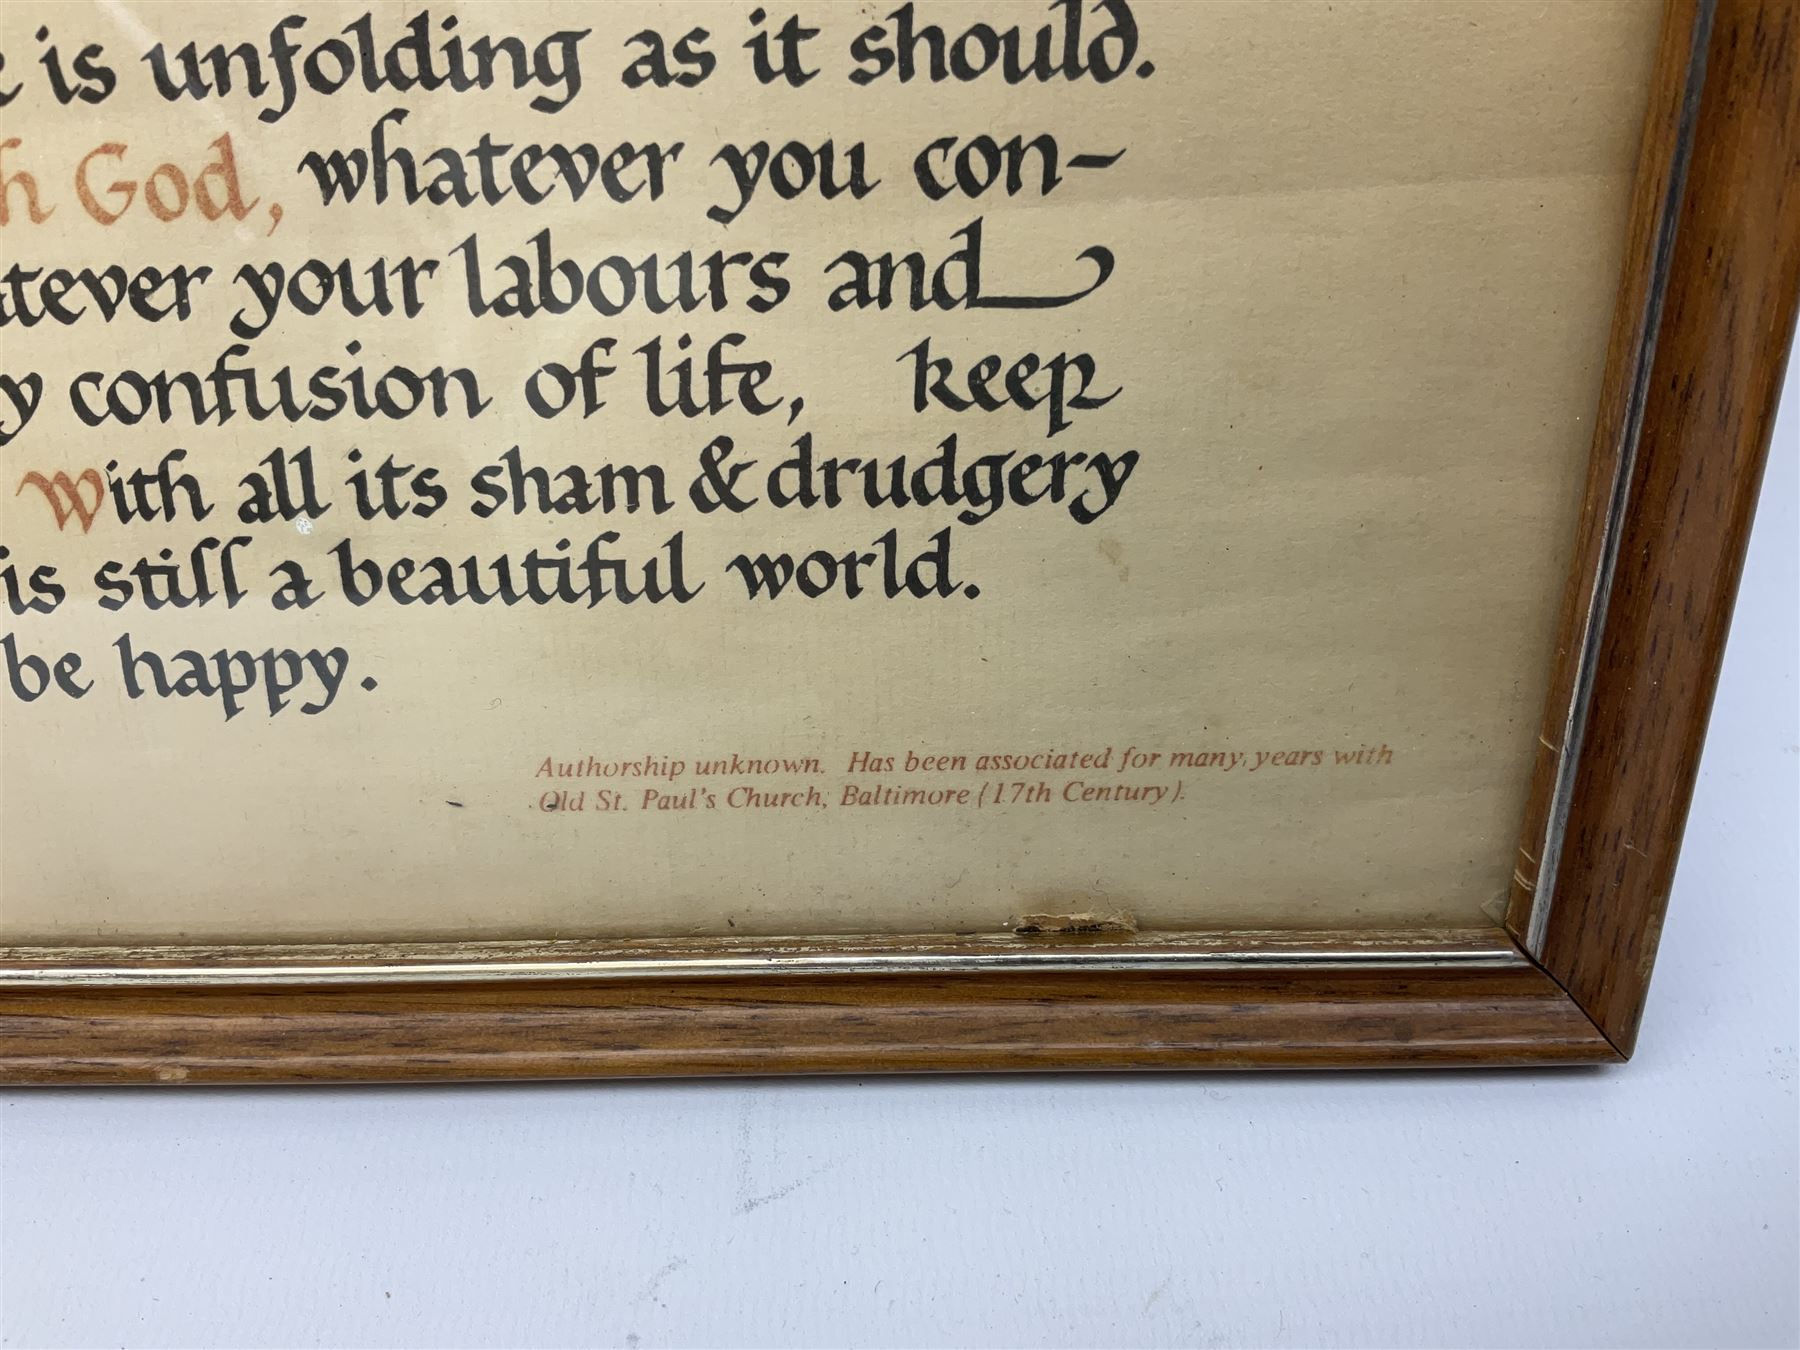 is unfolding as it should.
h God, whatever you con-
tever your labours and
y confusion of life, keep
With all its sham & drudgery
is still a beautiful world.
be happy.
Authorship unknown. Has been associated for many years with
Old St. Paul's Church, Baltimore (17th Century).